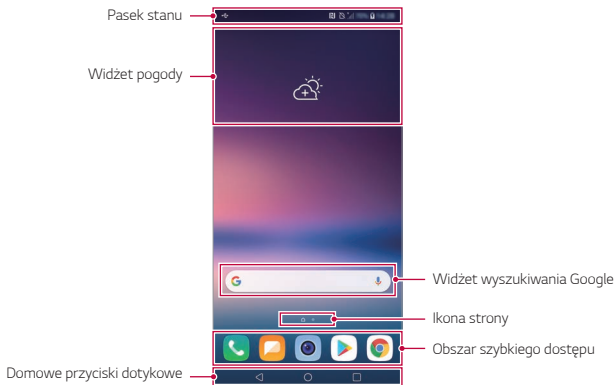 Pasek stanu
Widżet pogody
Widżet wyszukiwania Google
Ikona strony
Obszar szybkiego dostępu
Domowe przyciski dotykowe